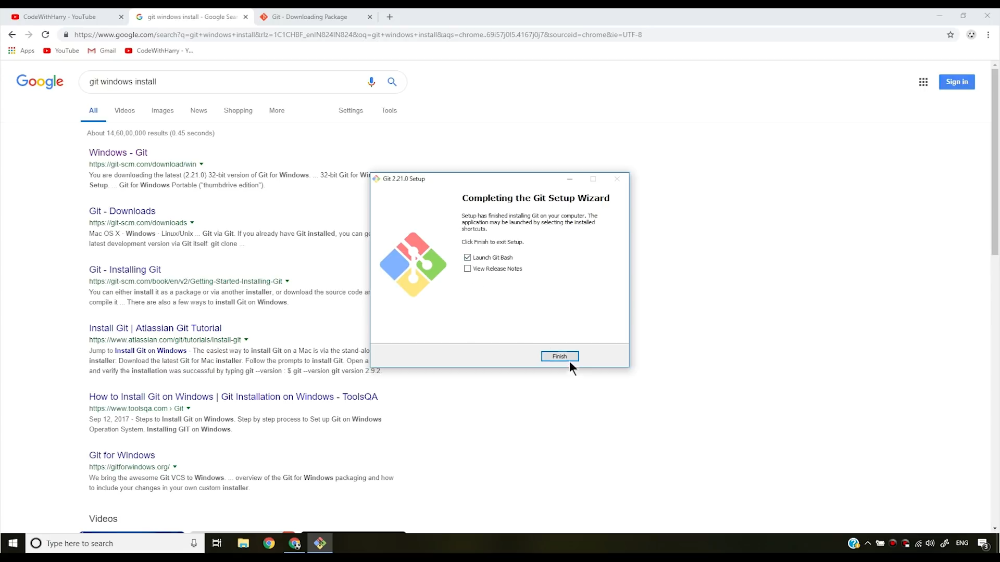 CodeWithHarry - YouTube
git windows install - Google Sear
Git - Downloading Package
https://www.google.com/search?q=git+windows+install&rlz=1C1CHBF_enIN824IN824&oq=git+windows+install&aqs=chrome..69i57j0l5.4167j0j7&sourceid=chrome&ie=UTF-8
Apps
YouTube
Gmail
CodeWithHarry - Y...
Google
git windows install
Sign in
All
Videos
Images
News
Shopping
More
Settings
Tools
About 14,60,00,000 results (0.45 seconds)
Windows - Git
https://git-scm.com/download/win
You are downloading the latest (2.21.0) 32-bit version of Git for Windows. ... 32-bit Git for Win
Setup. ... Git for Windows Portable ("thumbdrive edition").
Git - Downloads
https://git-scm.com/downloads
Mac OS X · Windows · Linux/Unix ... Git via Git. If you already have Git installed, you can ge
latest development version via Git itself: git clone ...
Git - Installing Git
https://git-scm.com/book/en/v2/Getting-Started-Installing-Git
You can either install it as a package or via another installer, or download the source code an
compile it ... There are also a few ways to install Git on Windows.
Install Git | Atlassian Git Tutorial
https://www.atlassian.com/git/tutorials/install-git
Jump to Install Git on Windows - The easiest way to install Git on a Mac is via the stand-alo
installer: Download the latest Git for Mac installer. Follow the prompts to install Git. Open a
and verify the installation was successful by typing git --version : $ git --version git version 2.9.2.
How to Install Git on Windows | Git Installation on Windows - ToolsQA
https://www.toolsqa.com › Git
Sep 12, 2017 - Steps to Install Git on Windows. Step by step process to Set up Git on Windows
Operation System. Installing GIT on Windows.
Git for Windows
https://gitforwindows.org/
We bring the awesome Git VCS to Windows. ... overview of the Git for Windows packaging and how
to include your changes in your own custom installer.
Videos
Git 2.21.0 Setup
Completing the Git Setup Wizard
Setup has finished installing Git on your computer. The
application may be launched by selecting the installed
shortcuts.
Click Finish to exit Setup.
Launch Git Bash
View Release Notes
Finish
Type here to search
ENG
3